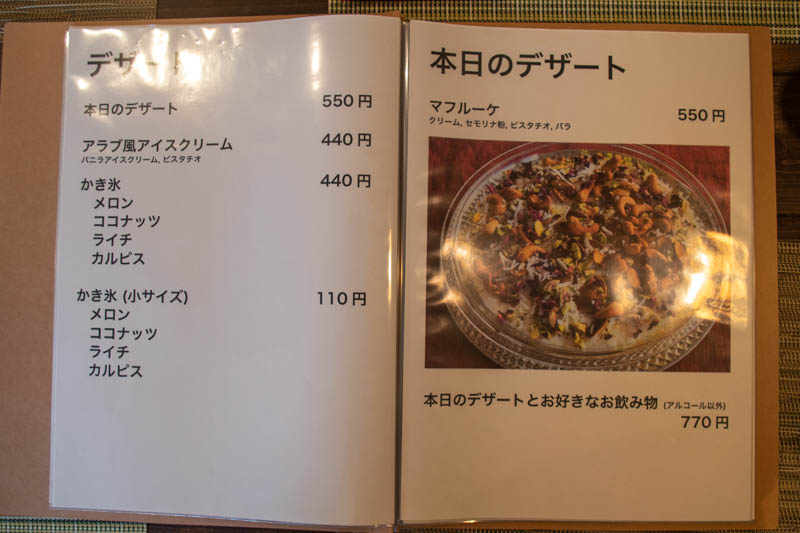 デザート
本日のデザート 550円
アラブ風アイスクリーム 440円
バニラアイスクリーム, ピスタチオ
かき氷 440円
メロン
ココナッツ
ライチ
カルピス
かき氷 (小サイズ) 110円
メロン
ココナッツ
ライチ
カルピス
本日のデザート
マフルーケ 550円
クリーム, セモリナ粉, ピスタチオ, バラ
本日のデザートとお好きなお飲み物 (アルコール以外)
770円